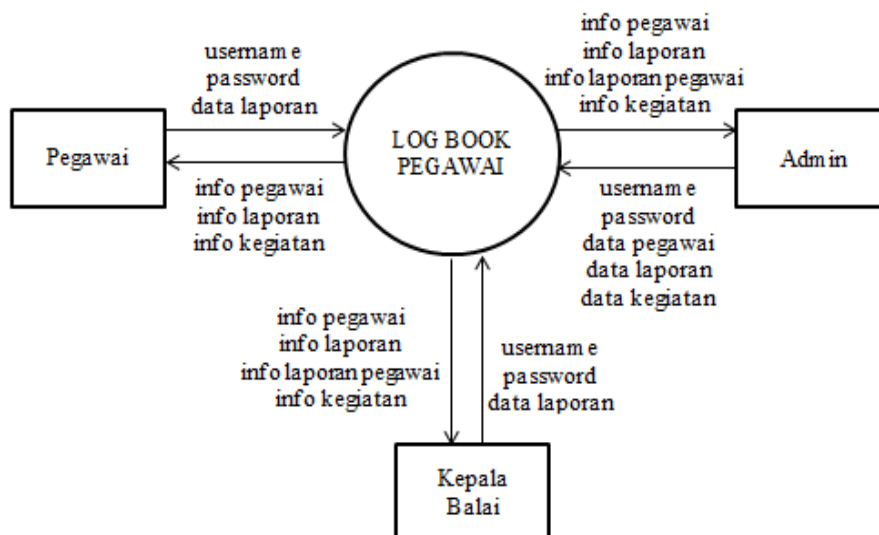 username
password
data laporan
Pegawai
info pegawai
info laporan
info kegiatan
LOG BOOK
PEGAWAI
info pegawai
info laporan
info laporan pegawai
info kegiatan
Admin
username
password
data pegawai
data laporan
data kegiatan
info pegawai
info laporan
info laporan pegawai
info kegiatan
username
password
data laporan
Kepala
Balai